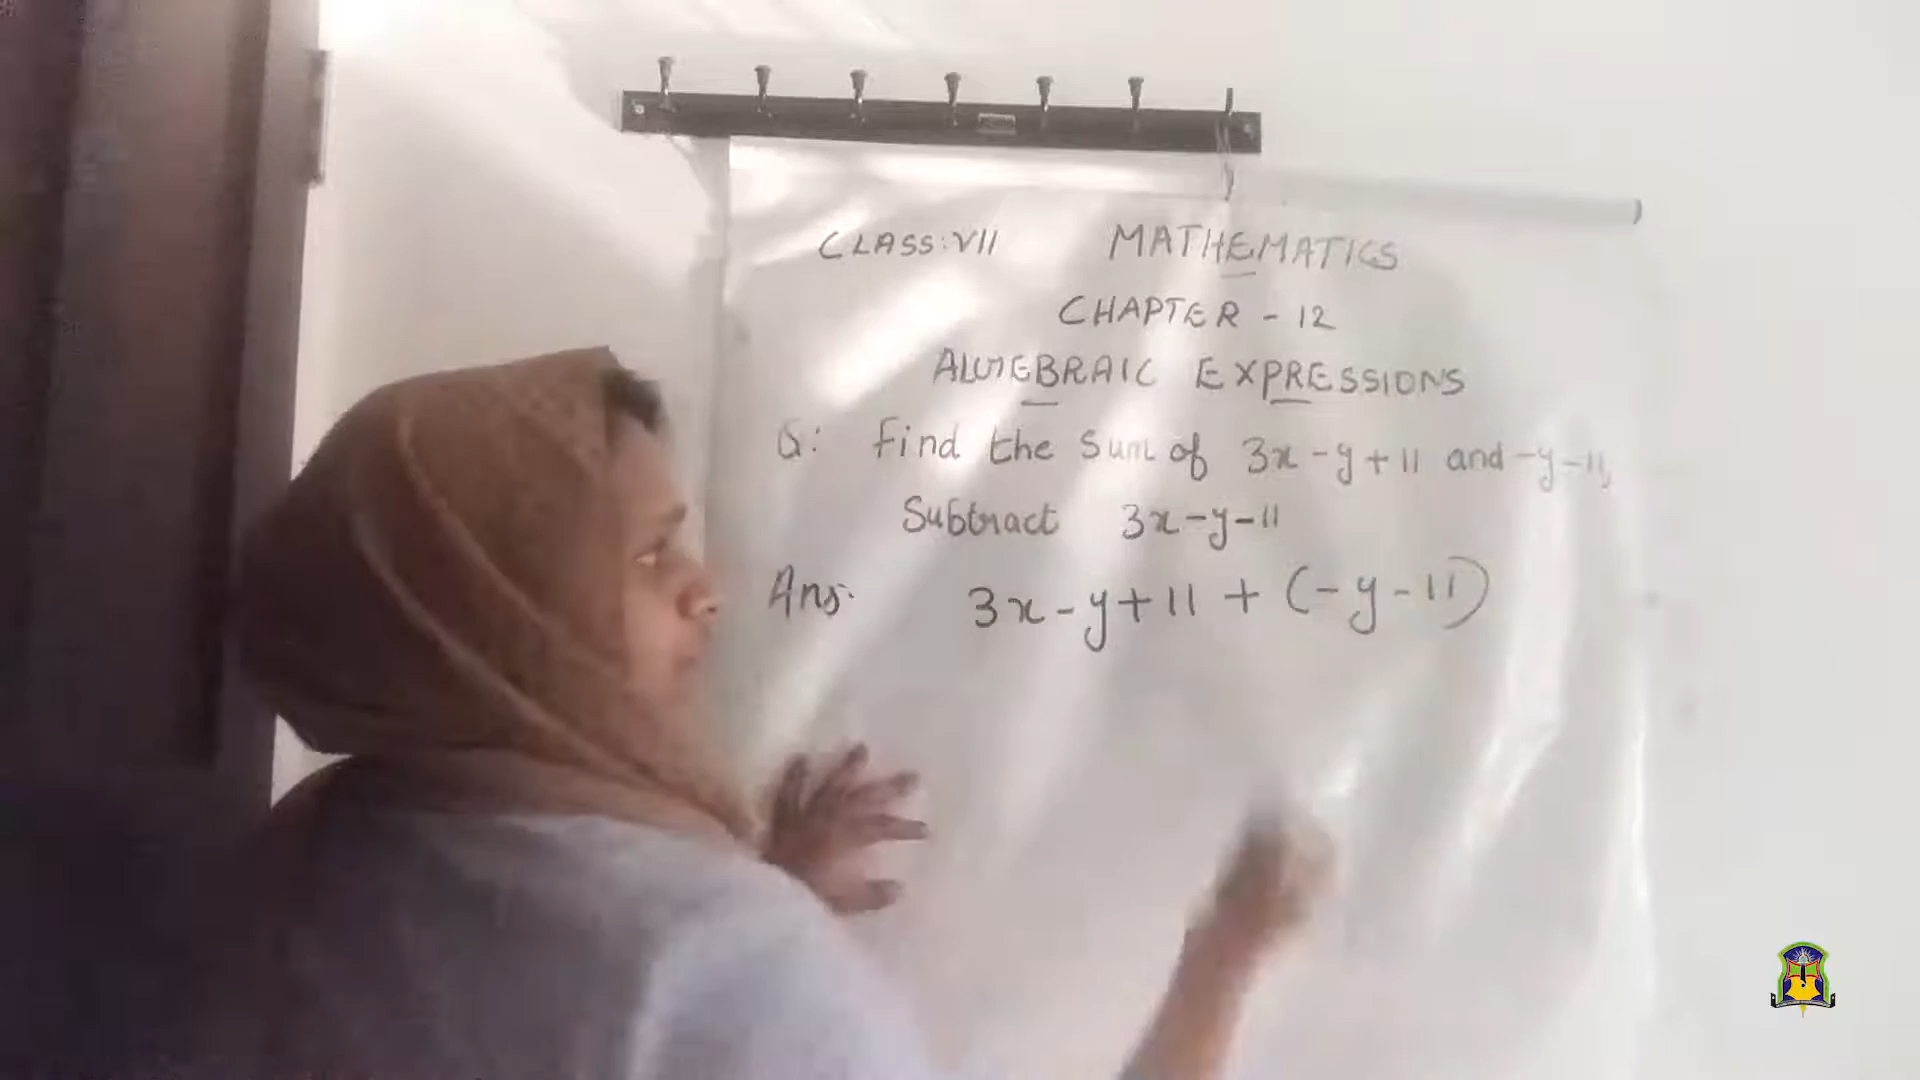 CLASS: VII MATHEMATICS
CHAPTER - 12
ALGEBRAIC EXPRESSIONS
Q: Find the Sum of 3x-y+11 and -y-11,
Subtract 3x-y-11
Ans: 3x-y+11 + (-y-11)